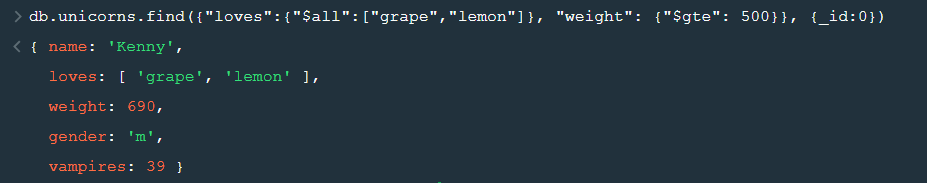 > db.unicorns.find({"loves":{"$all":["grape","lemon"]}, "weight": {"$gte": 500}}, {_id:0})
< { name: 'Kenny',
loves: [ 'grape', 'lemon' ],
weight: 690,
gender: 'm',
vampires: 39 }